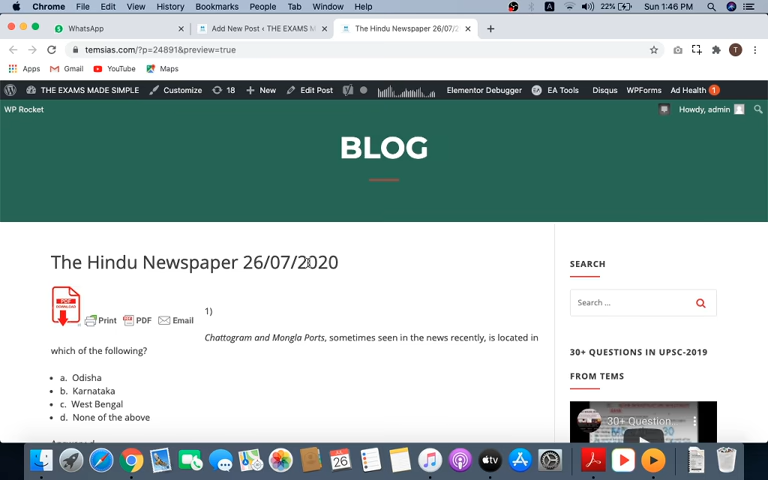 Chrome File Edit View History Bookmarks People Tab Window Help 22% Sun 1:46 PM
WhatsApp × Add New Post ‹ THE EXAMS M × The Hindu Newspaper 26/07/2 × +
temsias.com/?p=24891&preview=true T
Apps Gmail YouTube Maps
THE EXAMS MADE SIMPLE Customize 18 + New Edit Post Elementor Debugger EA EA Tools Disqus WPForms Ad Health 1
WP Rocket Howdy, admin
BLOG
The Hindu Newspaper 26/07/2020
PDF
DOWNLOAD
Print PDF Email
1)
Chattogram and Mongla Ports, sometimes seen in the news recently, is located in
which of the following?
a. Odisha
b. Karnataka
c. West Bengal
d. None of the above
SEARCH
Search ...
30+ QUESTIONS IN UPSC-2019
FROM TEMS
30+ Question
JUL
26
tv